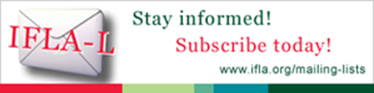 IFLA-L
Stay informed!
Subscribe today!
www.ifla.org/mailing-lists